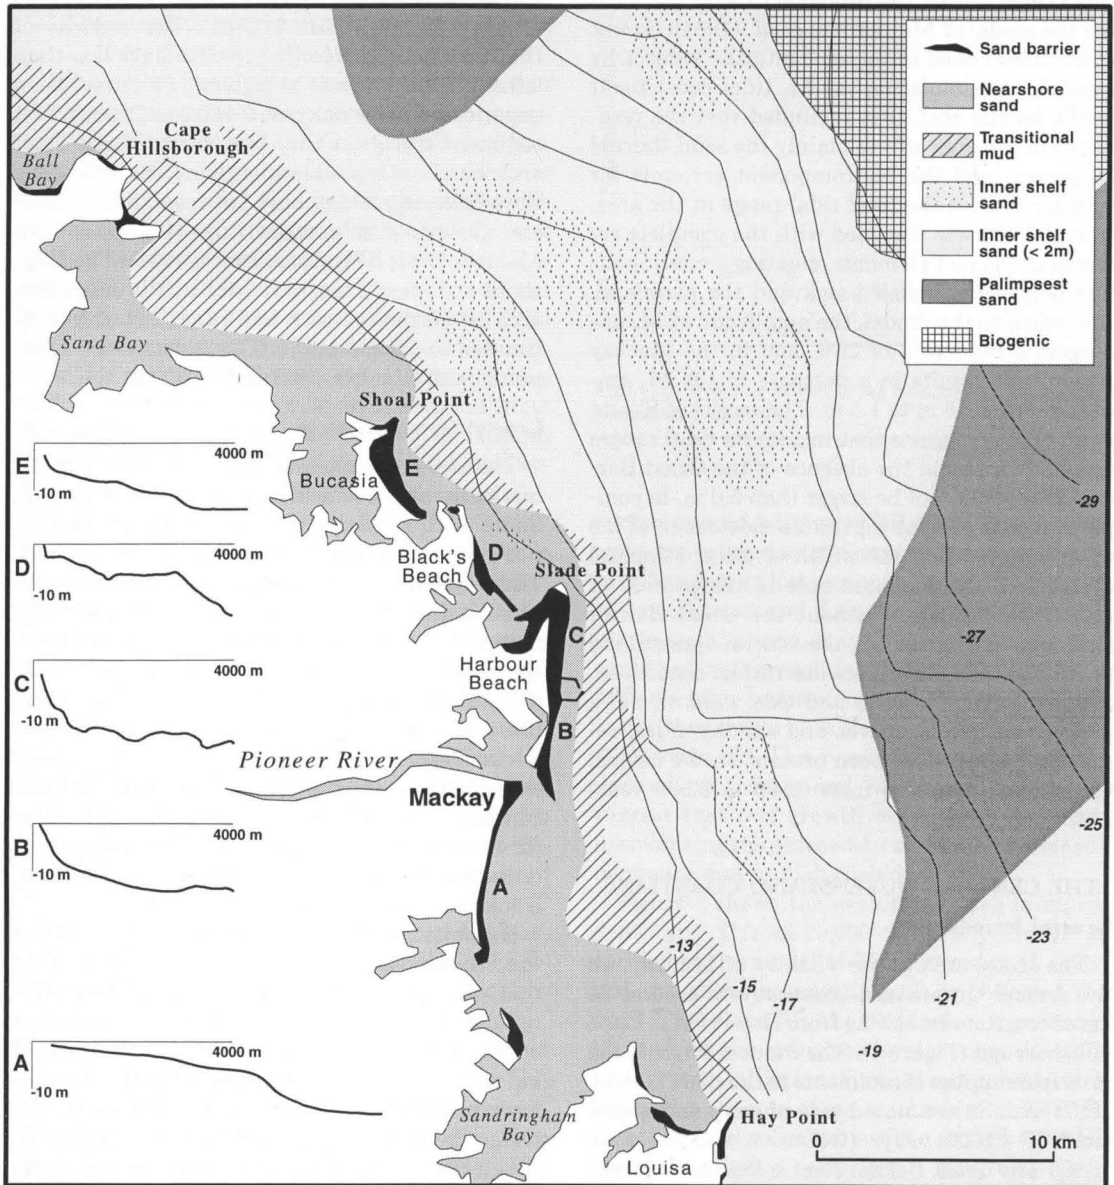 Sand barrier
Nearshore
sand
Transitional
mud
Inner shelf
sand
Inner shelf
sand (< 2m)
Palimpsest
sand
Biogenic
Cape
Hillsborough
Ball
Bay
Sand Bay
Shoal Point
E
Bucasia
Black's
Beach
D
Slade Point
C
Harbour
Beach
B
Pioneer River
Mackay
A
Sandringham
Bay
Hay Point
Louisa
0
10 km
E
4000 m
-10 m
D
4000 m
-10 m
C
4000 m
-10 m
B
4000 m
-10 m
A
4000 m
-10 m
-29
-27
-25
-23
-21
-19
-17
-15
-13